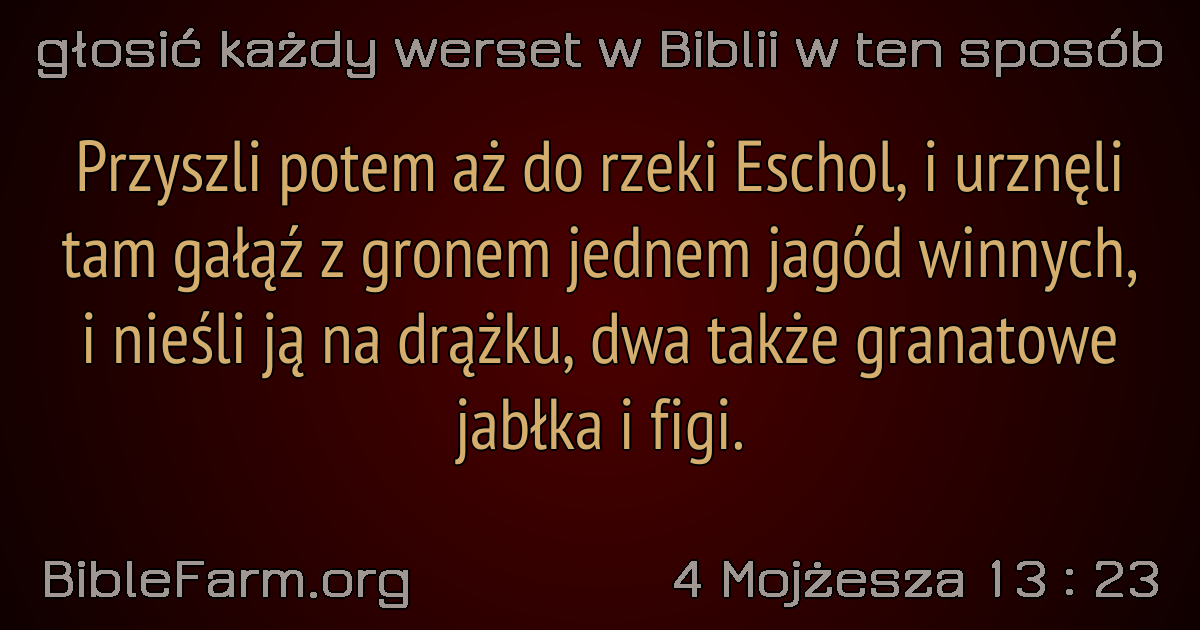 głosić każdy werset w Biblii w ten sposób
Przyszli potem aż do rzeki Eschol, i urznęli
tam gałąź z gronem jednem jagód winnych,
i nieśli ją na drążku, dwa także granatowe
jabłka i figi.
BibleFarm.org
4 Mojżesza 13 : 23